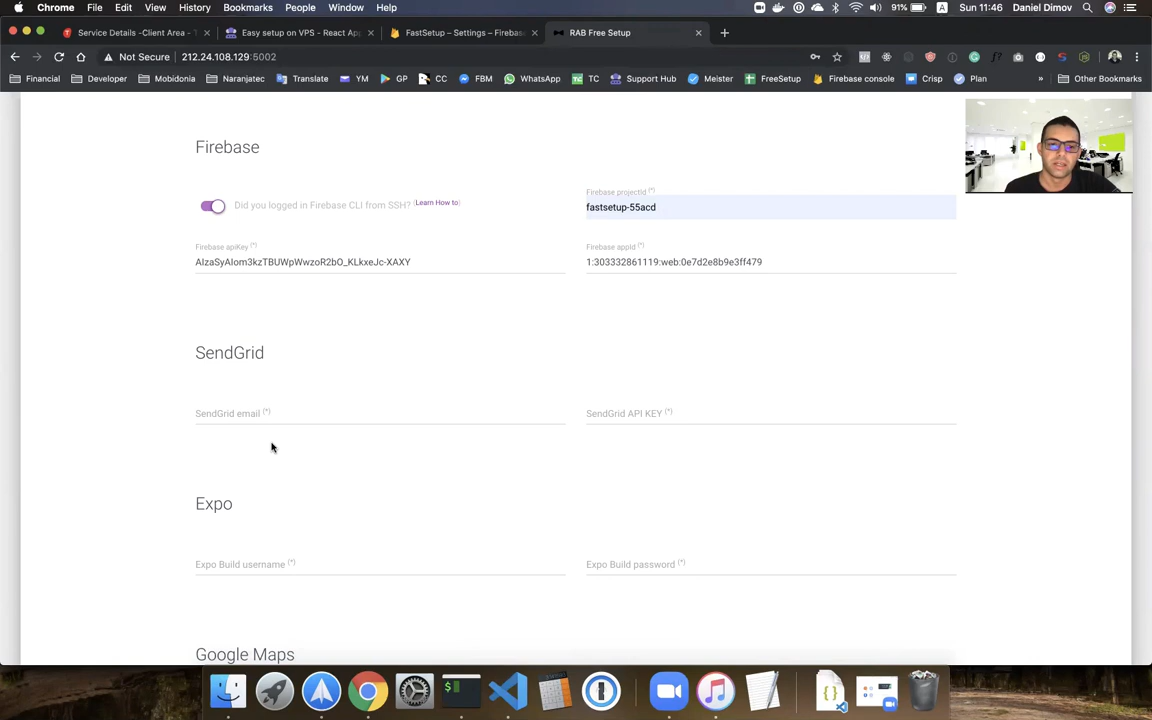 Chrome File Edit View History Bookmarks People Window Help 91% Sun 11:46 Daniel Dimov
Service Details -Client Area - Easy setup on VPS - React App FastSetup – Settings – Firebase RAB Free Setup
Not Secure 212.24.108.129:5002
Financial Developer Mobidonia Naranjatec Translate YM GP CC FBM WhatsApp TC Support Hub Meister FreeSetup Firebase console Crisp Plan » Other Bookmarks
Firebase
Firebase projectId (*)
Did you logged in Firebase CLI from SSH? (Learn How to) fastsetup-55acd
Firebase apiKey (*) Firebase appId (*)
AIzaSyAIom3kzTBUWpWwzoR2bO_KLkxeJc-XAXY 1:303332861119:web:0e7d2e8b9e3ff479
SendGrid
SendGrid email (*) SendGrid API KEY (*)
Expo
Expo Build username (*) Expo Build password (*)
Google Maps